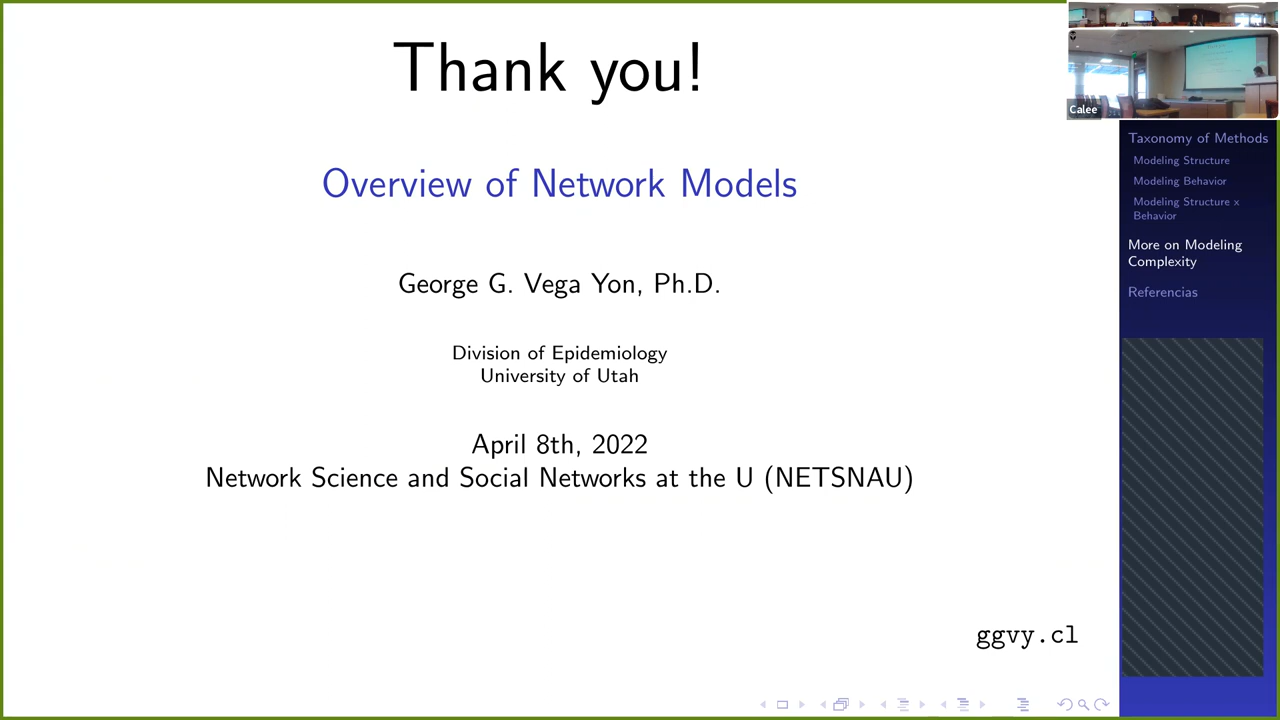 Thank you!
Overview of Network Models
George G. Vega Yon, Ph.D.
Division of Epidemiology
University of Utah
April 8th, 2022
Network Science and Social Networks at the U (NETSNAU)
ggvy.cl
Calee
Taxonomy of Methods
Modeling Structure
Modeling Behavior
Modeling Structure x
Behavior
More on Modeling
Complexity
Referencias